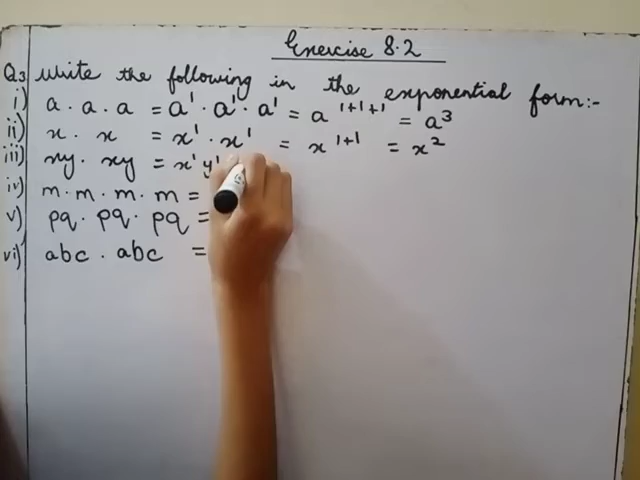 Exercise 8.2
Q3 Write the following in the exponential form:-
i) a · a · a = a¹ · a¹ · a¹ = a¹⁺¹⁺¹ = a³
ii) x · x = x¹ · x¹ = x¹⁺¹ = x²
iii) xy · xy = x¹y¹
iv) m · m · m · m =
v) pq · pq · pq =
vi) abc · abc =